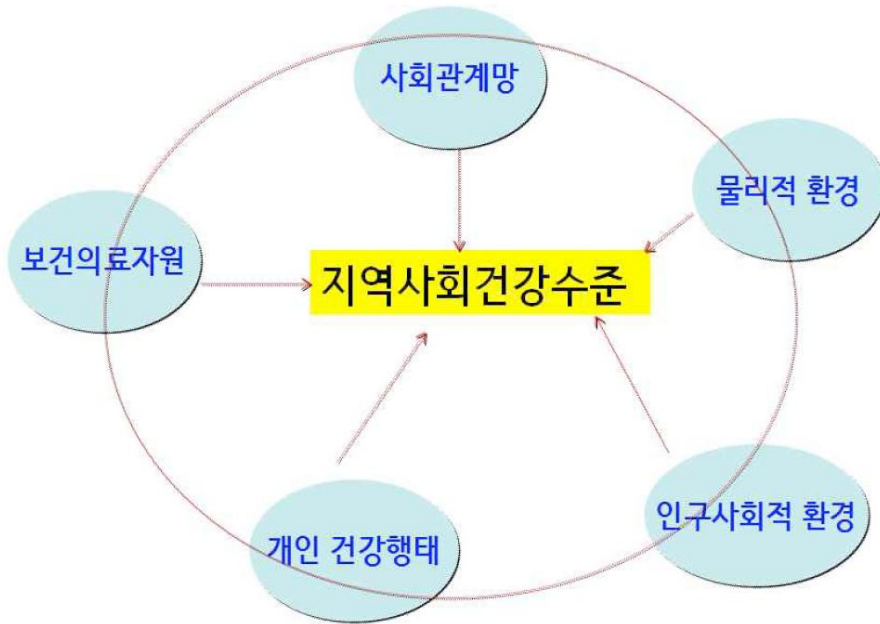 사회관계망
물리적 환경
보건의료자원
지역사회건강수준
개인 건강행태
인구사회적 환경